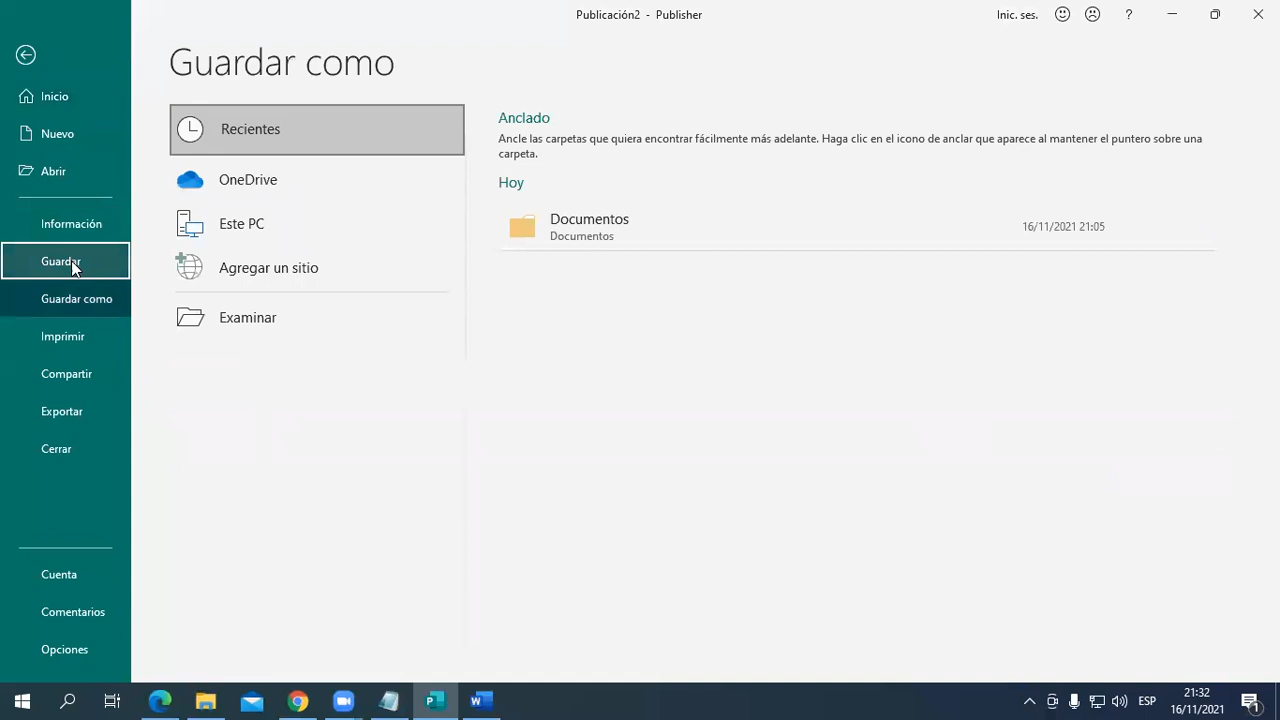 Publicación2 - Publisher
Inic. ses.
?
Guardar como
Inicio
Nuevo
Abrir
Información
Guardar
Guardar como
Imprimir
Compartir
Exportar
Cerrar
Cuenta
Comentarios
Opciones
Recientes
OneDrive
Este PC
Agregar un sitio
Examinar
Anclado
Ancle las carpetas que quiera encontrar fácilmente más adelante. Haga clic en el icono de anclar que aparece al mantener el puntero sobre una
carpeta.
Hoy
Documentos
Documentos
16/11/2021 21:05
ESP
21:32
16/11/2021
1